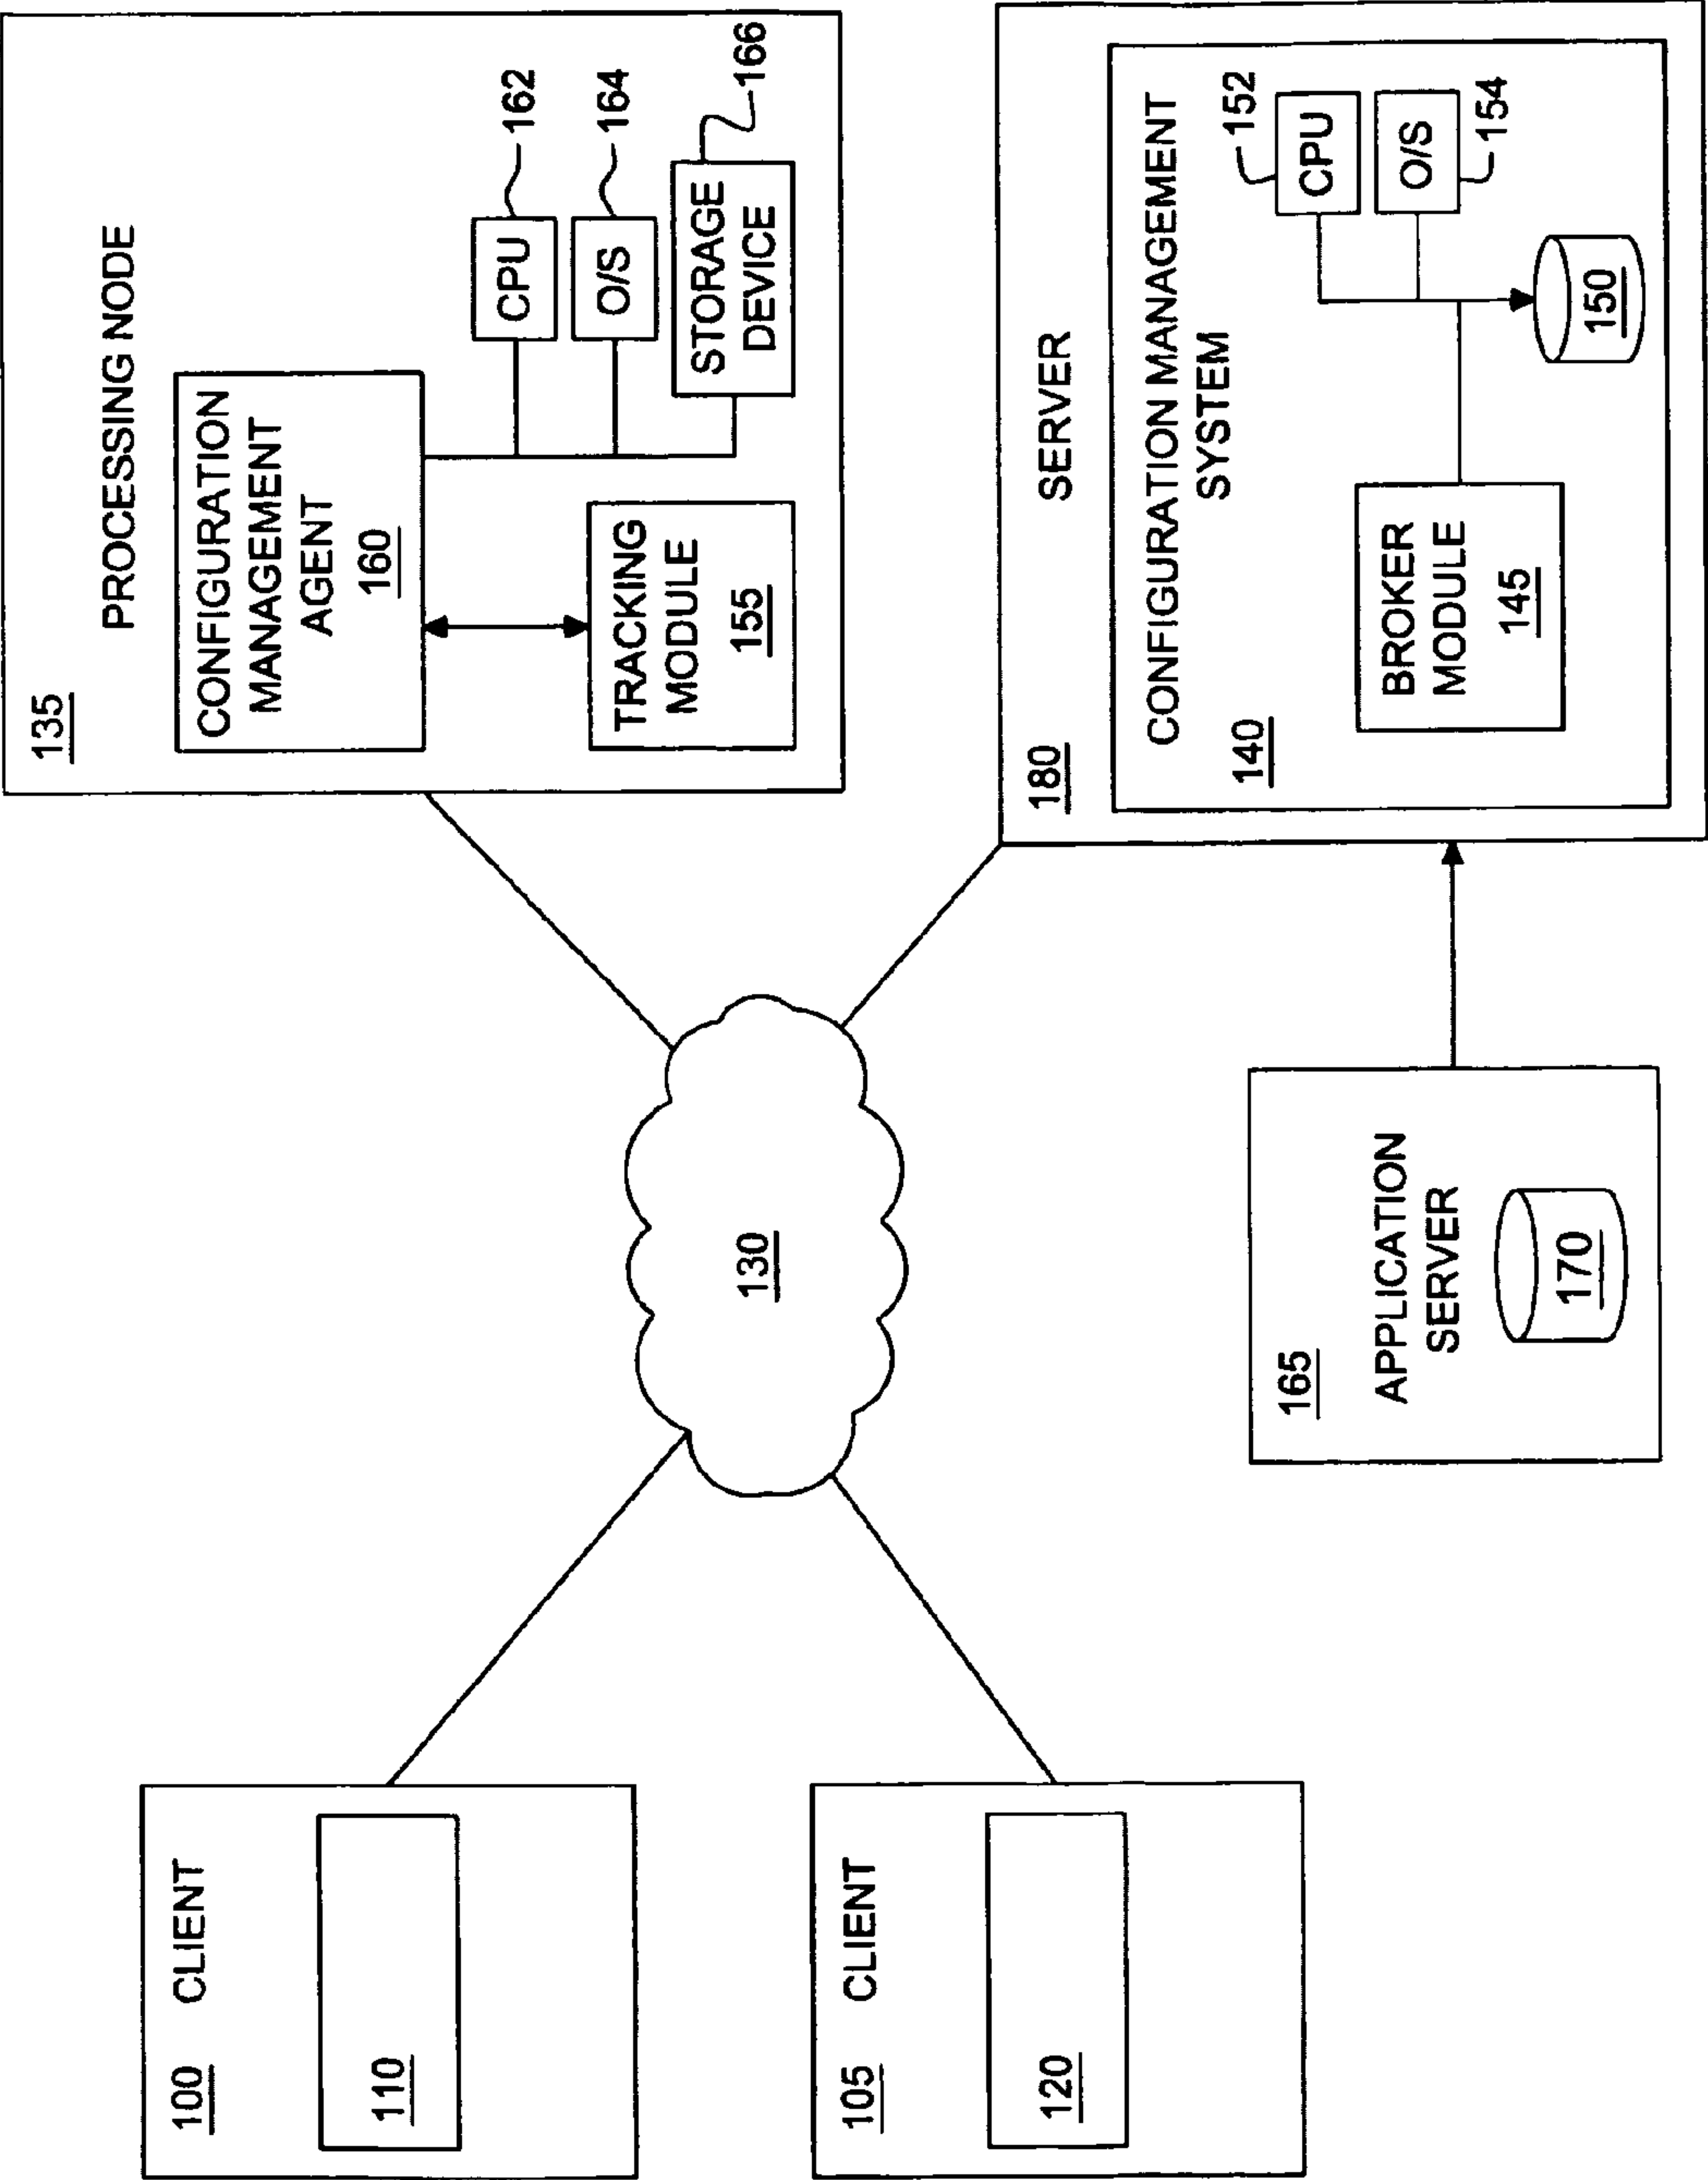 100
CLIENT
110
105
CLIENT
120
130
135
PROCESSING NODE
CONFIGURATION
MANAGEMENT
AGENT
160
TRACKING
MODULE
155
CPU
162
O/S
164
STORAGE
DEVICE
166
165
APPLICATION
SERVER
170
180
SERVER
140
CONFIGURATION MANAGEMENT
SYSTEM
BROKER
MODULE
145
152
CPU
O/S
154
150